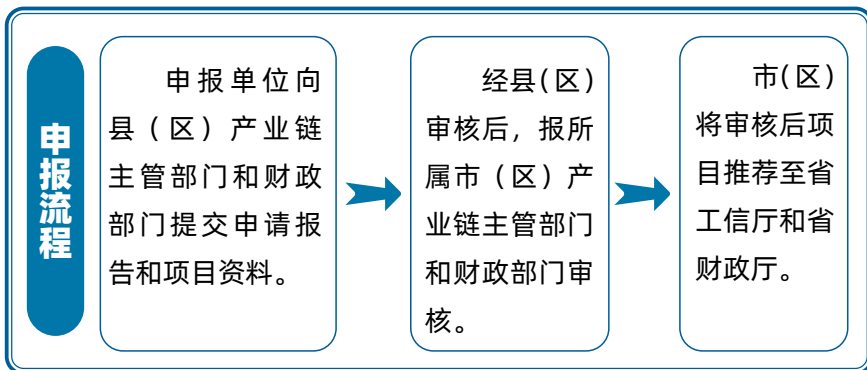 申报流程
申报单位向
县（区）产业链
主管部门和财政
部门提交申请报
告和项目资料。
经县(区)
审核后，报所
属市（区）产
业链主管部门
和财政部门审
核。
市(区)
将审核后项
目推荐至省
工信厅和省
财政厅。